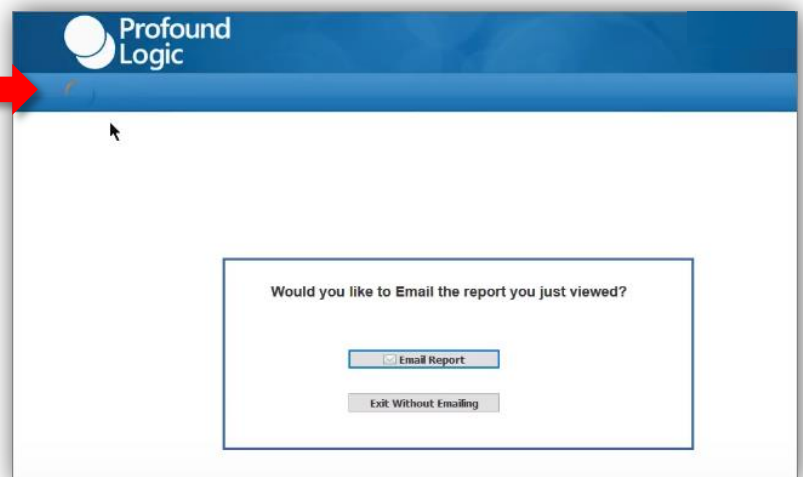 Profound
Logic
Would you like to Email the report you just viewed?
Email Report
Exit Without Emailing